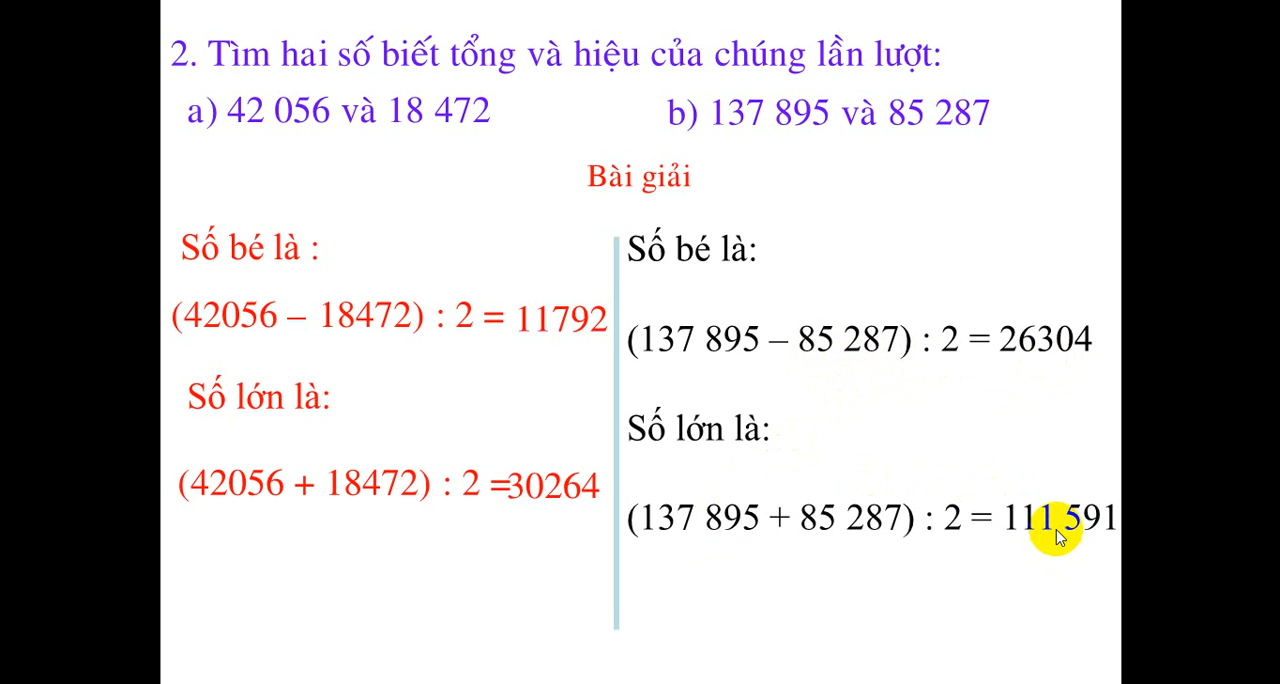 2. Tìm hai số biết tổng và hiệu của chúng lần lượt:
a) 42 056 và 18 472
b) 137 895 và 85 287
Bài giải
Số bé là :
(42056 – 18472) : 2 = 11792
Số lớn là:
(42056 + 18472) : 2 =30264
Số bé là:
(137 895 – 85 287) : 2 = 26304
Số lớn là:
(137 895 + 85 287) : 2 = 111 591